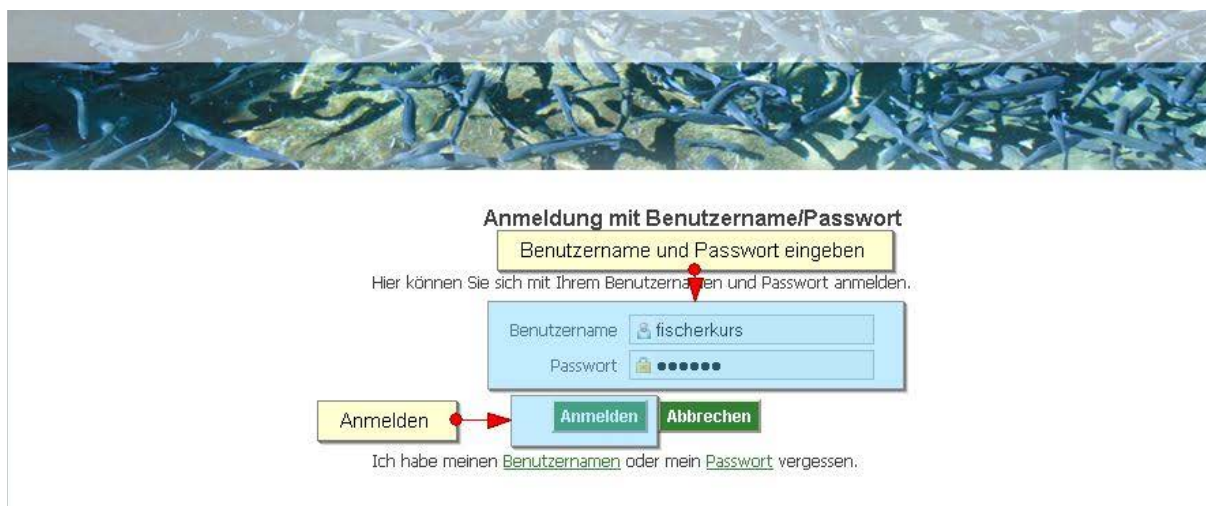 Anmeldung mit Benutzername/Passwort
Benutzername und Passwort eingeben
Hier können Sie sich mit Ihrem Benutzernamen und Passwort anmelden.
Benutzername fischerkurs
Passwort ●●●●●●
Anmelden Anmelden Abbrechen
Ich habe meinen Benutzernamen oder mein Passwort vergessen.